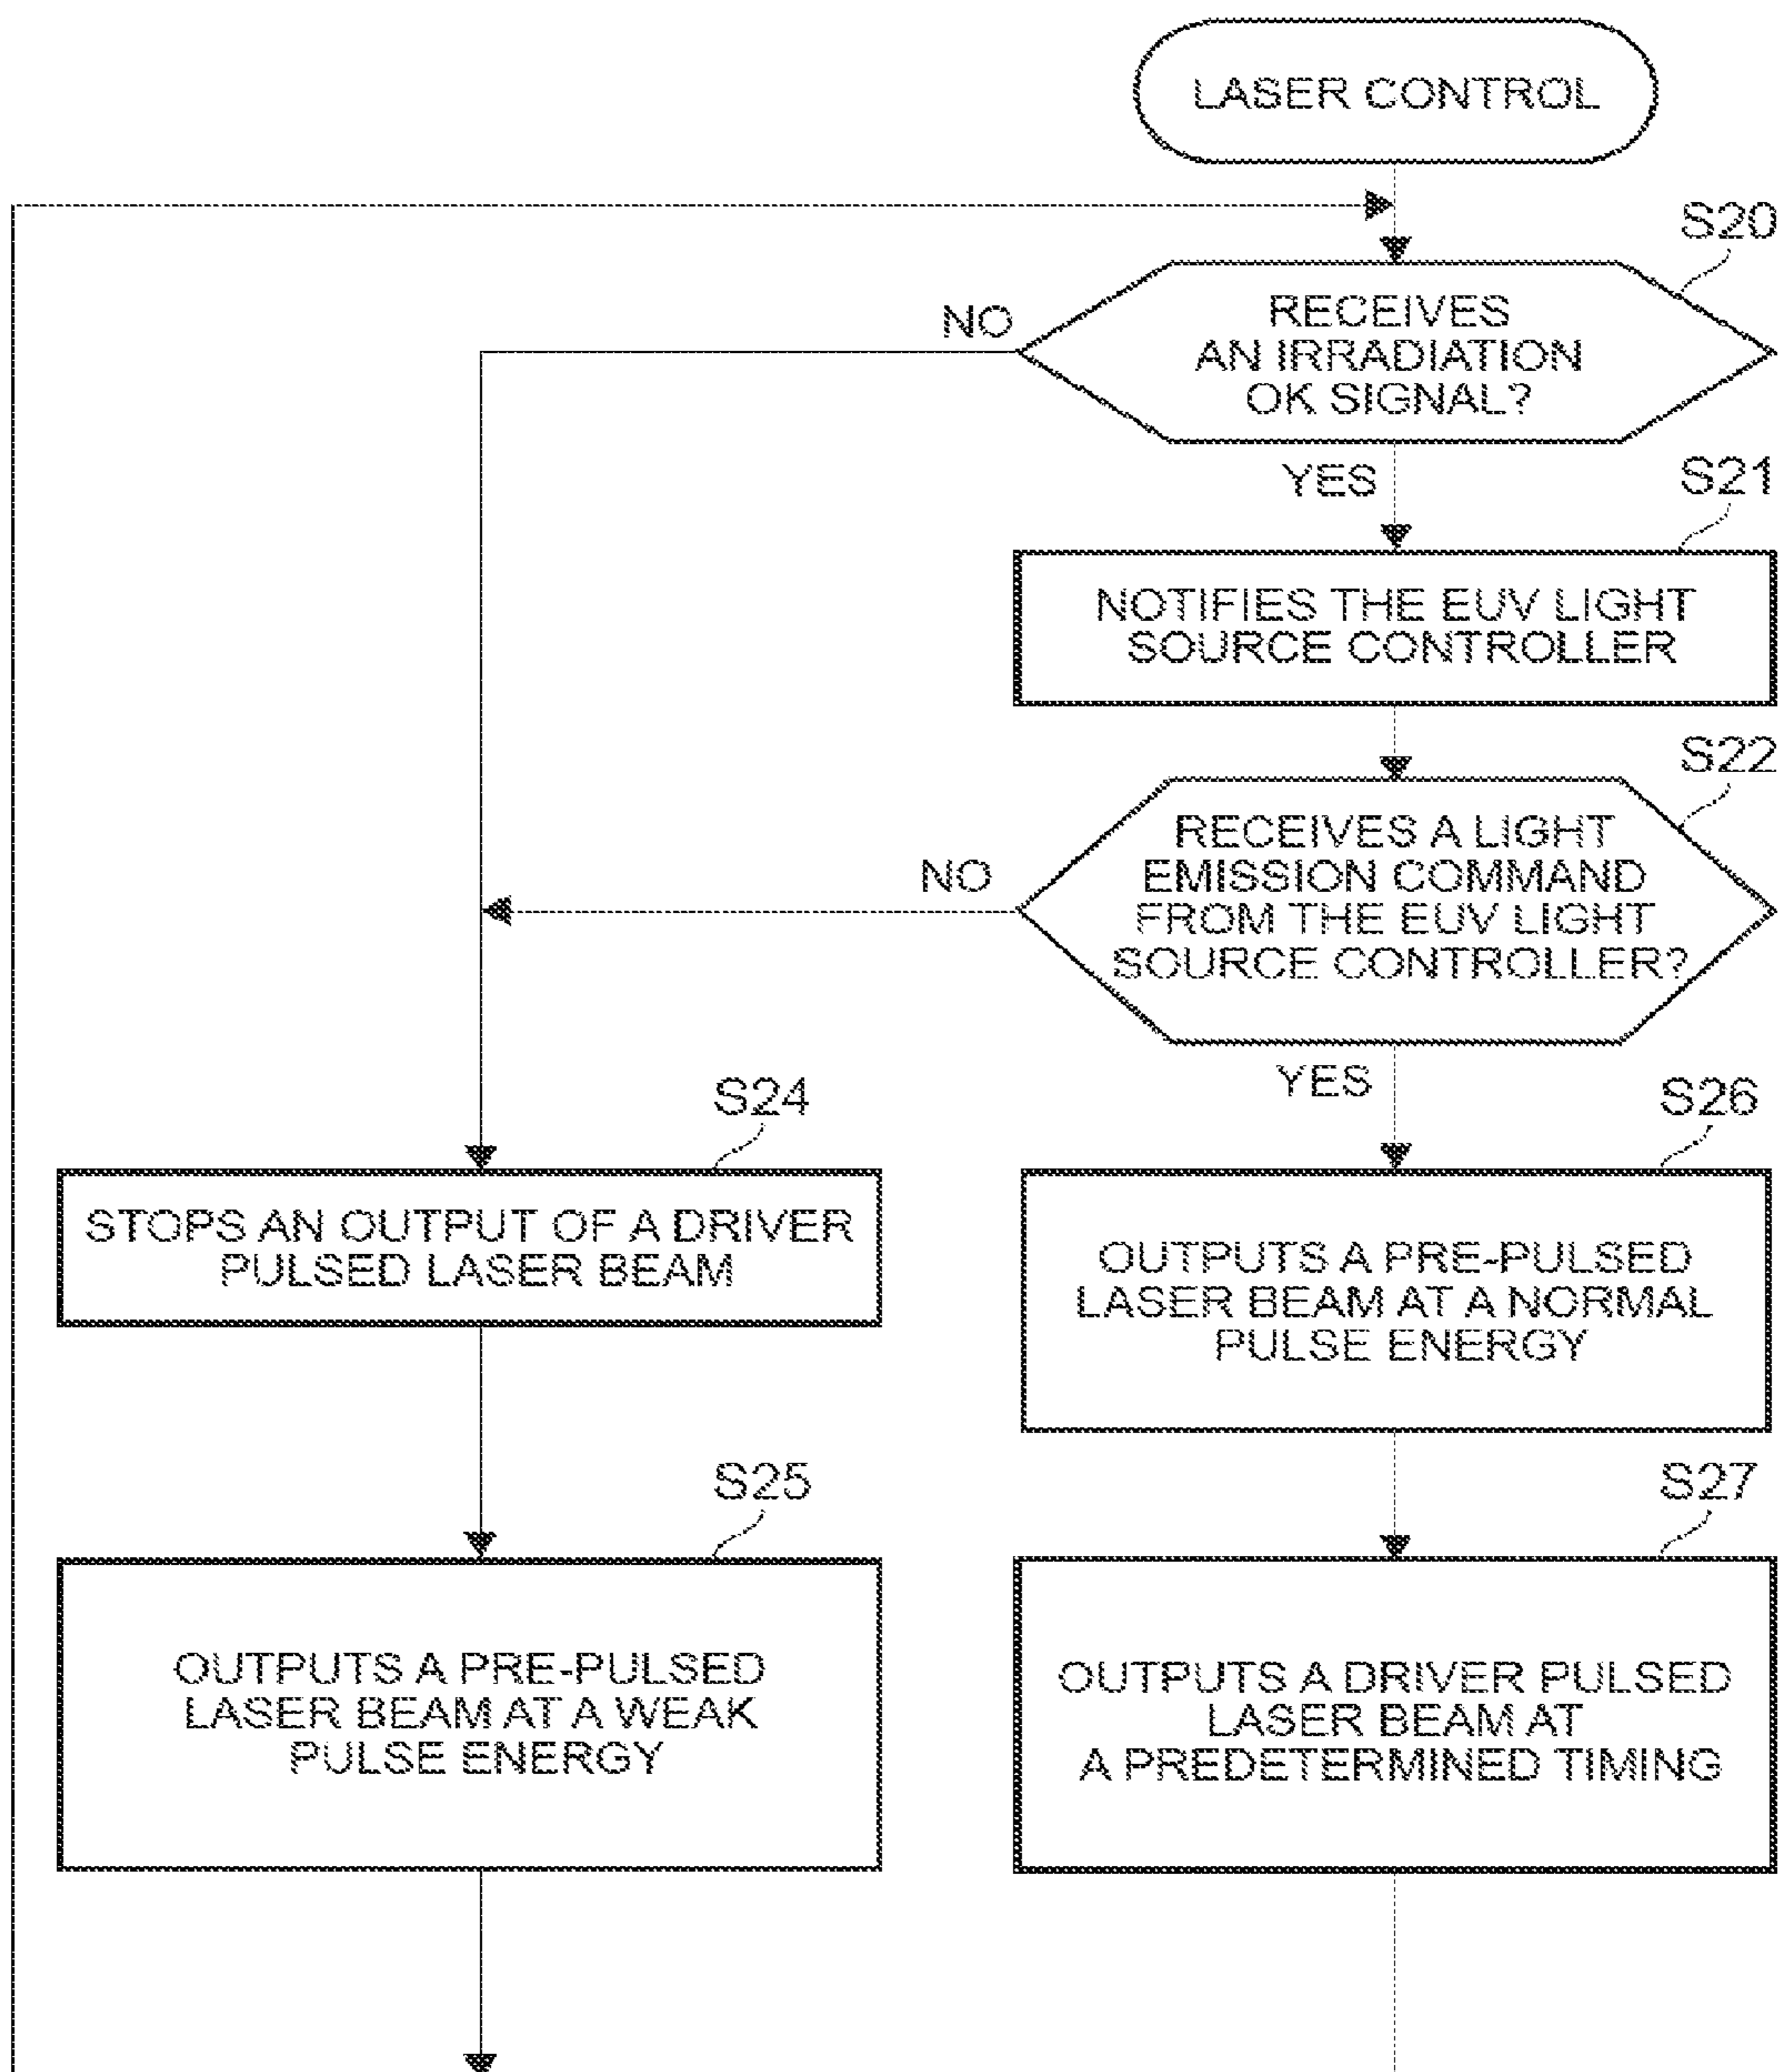 LASER CONTROL
S20
NO
RECEIVES
AN IRRADIATION
OK SIGNAL?
YES
S21
NOTIFIES THE EUV LIGHT
SOURCE CONTROLLER
S22
NO
RECEIVES A LIGHT
EMISSION COMMAND
FROM THE EUV LIGHT
SOURCE CONTROLLER?
YES
S24
STOPS AN OUTPUT OF A DRIVER
PULSED LASER BEAM
S26
OUTPUTS A PRE-PULSED
LASER BEAM AT A NORMAL
PULSE ENERGY
S25
OUTPUTS A PRE-PULSED
LASER BEAM AT A WEAK
PULSE ENERGY
S27
OUTPUTS A DRIVER PULSED
LASER BEAM AT
A PREDETERMINED TIMING